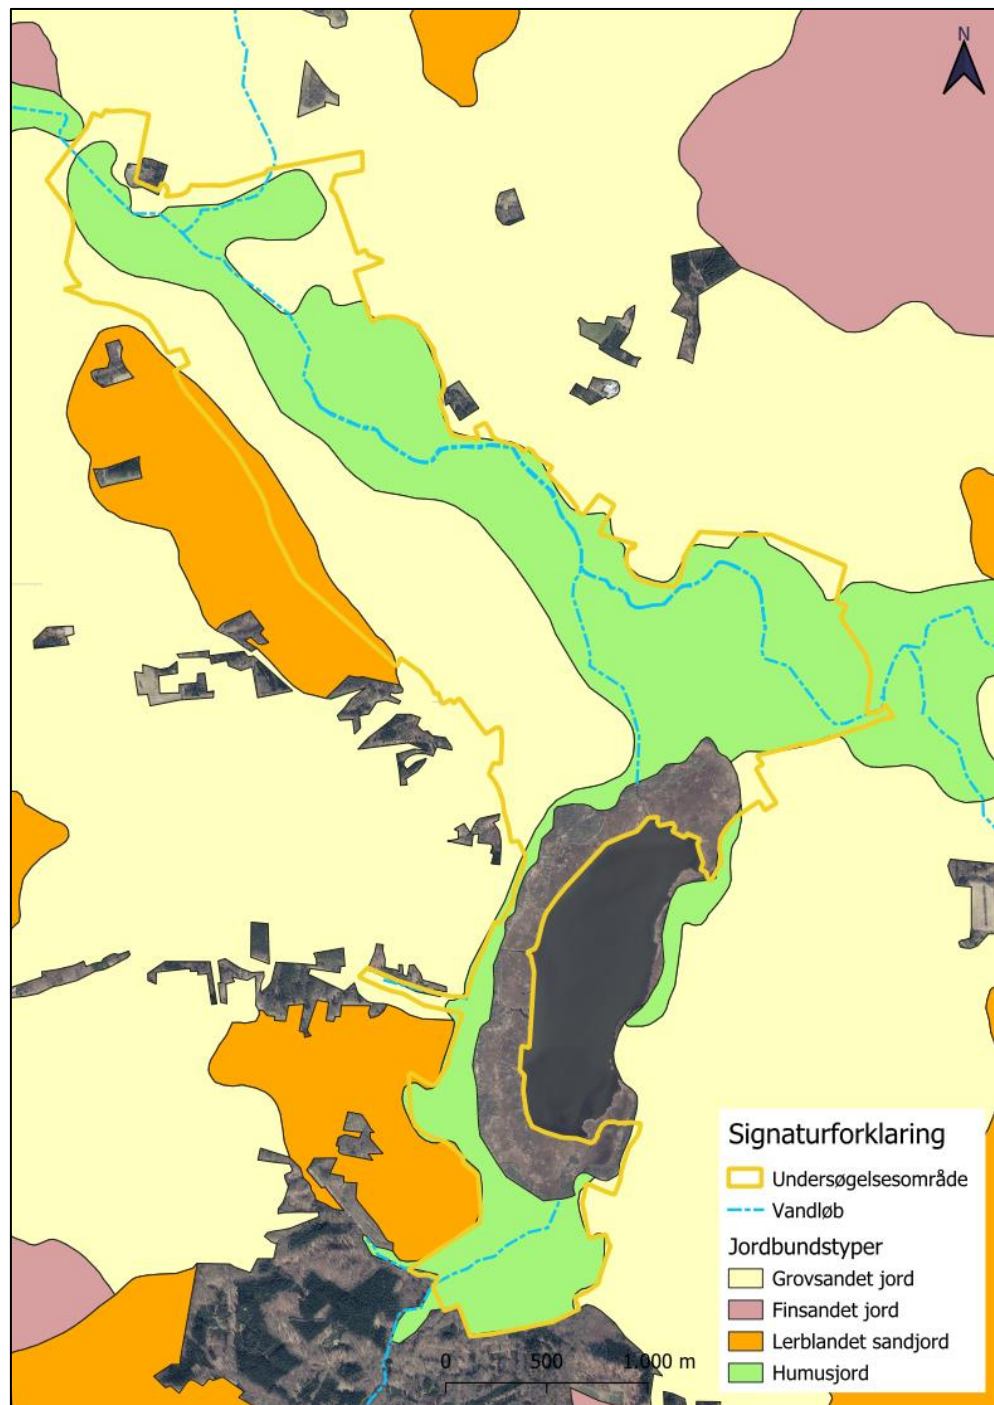 N
Signaturforklaring
Undersøgelsesområde
Vandløb
Jordbundstyper
Grovsandet jord
Finsandet jord
Lerblandet sandjord
Humusjord
0 500 1.000 m